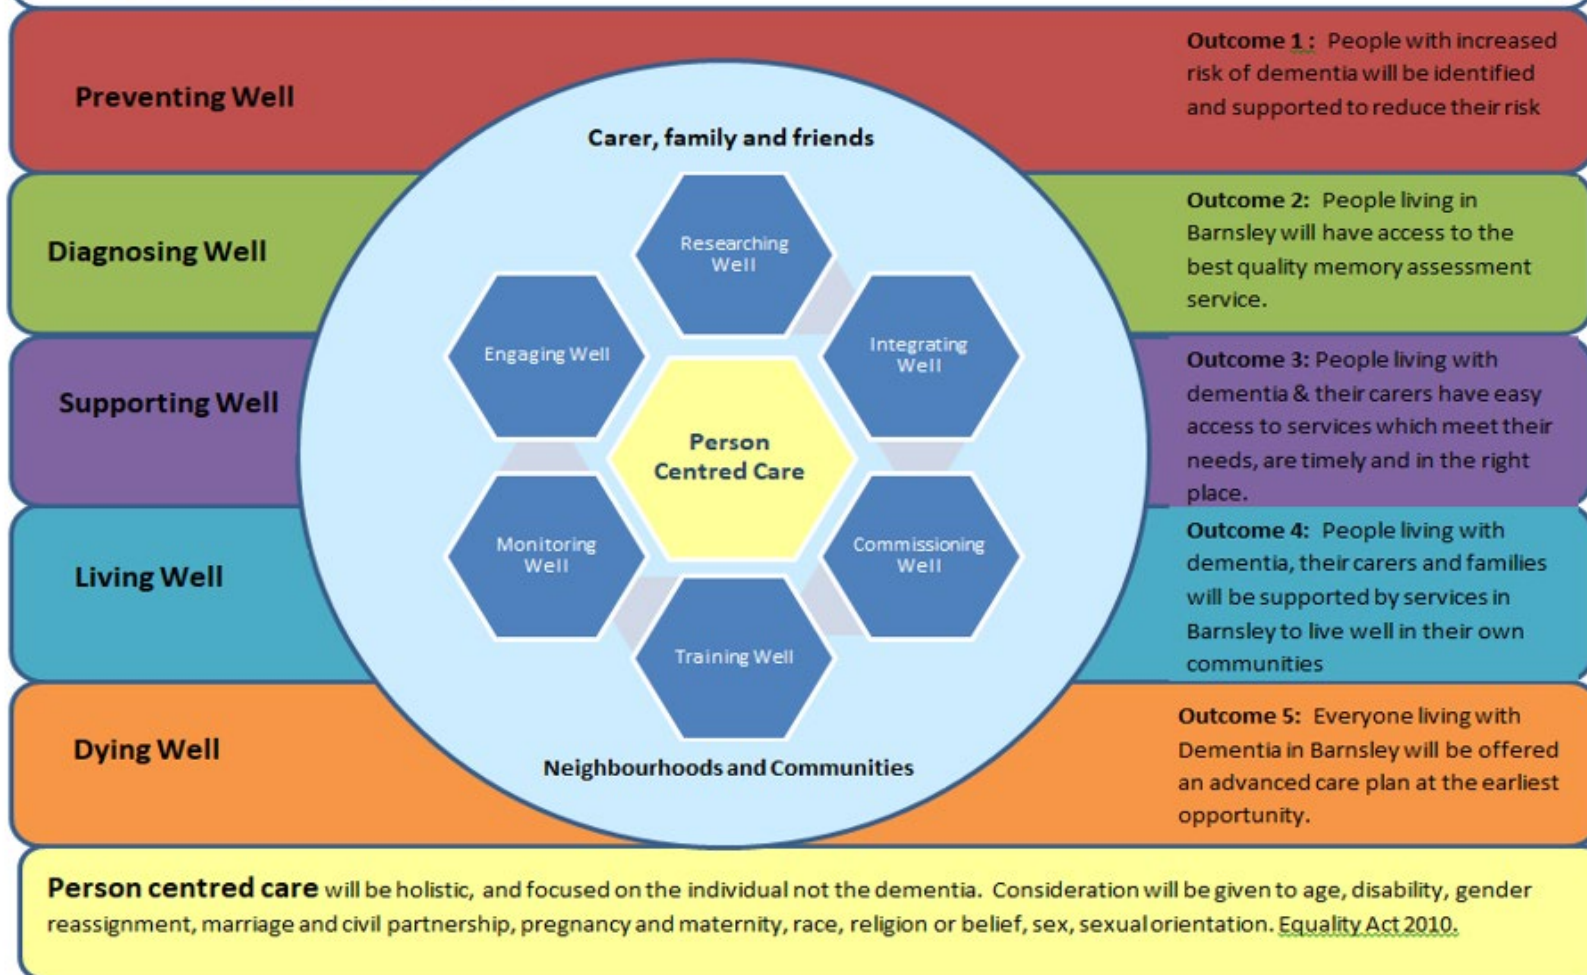 Preventing Well
Outcome 1 : People with increased
risk of dementia will be identified
and supported to reduce their risk
Diagnosing Well
Outcome 2: People living in
Barnsley will have access to the
best quality memory assessment
service.
Supporting Well
Outcome 3: People living with
dementia & their carers have easy
access to services which meet their
needs, are timely and in the right
place.
Living Well
Outcome 4: People living with
dementia, their carers and families
will be supported by services in
Barnsley to live well in their own
communities
Dying Well
Outcome 5: Everyone living with
Dementia in Barnsley will be offered
an advanced care plan at the earliest
opportunity.
Carer, family and friends
Researching
Well
Integrating
Well
Commissioning
Well
Training Well
Monitoring
Well
Engaging Well
Person
Centred Care
Neighbourhoods and Communities
Person centred care will be holistic, and focused on the individual not the dementia. Consideration will be given to age, disability, gender
reassignment, marriage and civil partnership, pregnancy and maternity, race, religion or belief, sex, sexual orientation. Equality Act 2010.